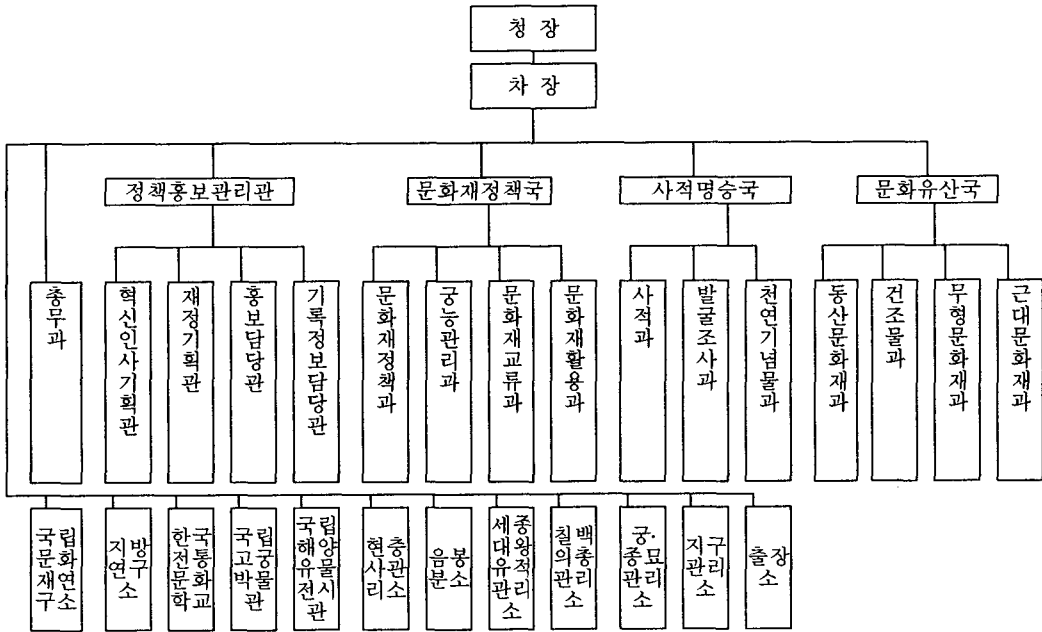 청 장
차 장
정책홍보관리관
문화재정책국
사적명승국
문화유산국
총무과
혁신인사기획관
재정기획관
홍보담당관
기록정보담당관
문화재정책과
궁능관리과
문화재교류과
문화재활용과
사적과
발굴조사과
천연기념물과
동산문화재과
건조물과
무형문화재과
근대문화재과
국립문화재연구소
지방연구소
한국전통문화학교
국립고궁박물관
국립해양유물전시관
현충사관리소
음봉분소
세종대왕유적관리소
칠백의총관리소
궁·종묘관리소
지구관리소
출장소